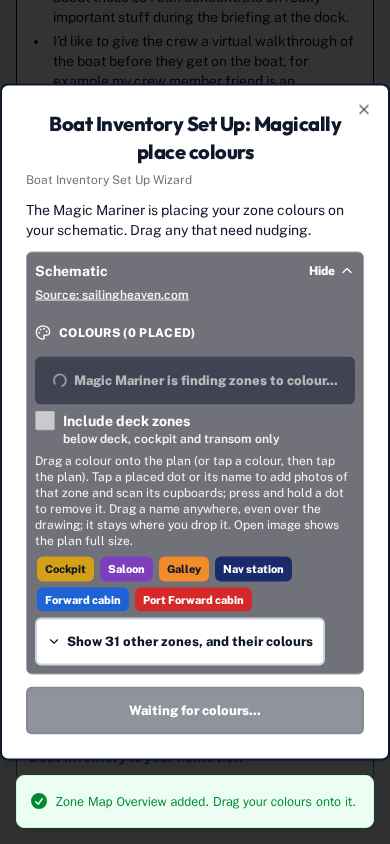 important stuff during the briefing at the dock.
I'd like to give the crew a virtual walkthrough
of the boat before they get on the boat, for
example my crew member friend is an
Boat Inventory Set Up: Magically
place colours
Boat Inventory Set Up Wizard
The Magic Mariner is placing your zone colours on
your schematic. Drag any that need nudging.
Schematic
Hide
Source: sailingheaven.com
COLOURS (0 PLACED)
Magic Mariner is finding zones to colour...
Include deck zones
below deck, cockpit and transom only
Drag a colour onto the plan (or tap a colour, then tap
the plan). Tap a placed dot or its name to add photos of
that zone and scan its cupboards; press and hold a dot
to remove it. Drag a name anywhere, even over the
drawing; it stays where you drop it. Open image shows
the plan full size.
Cockpit Saloon Galley Nav station
Forward cabin Port Forward cabin
Show 31 other zones, and their colours
Waiting for colours...
Zone Map Overview added. Drag your colours onto it.